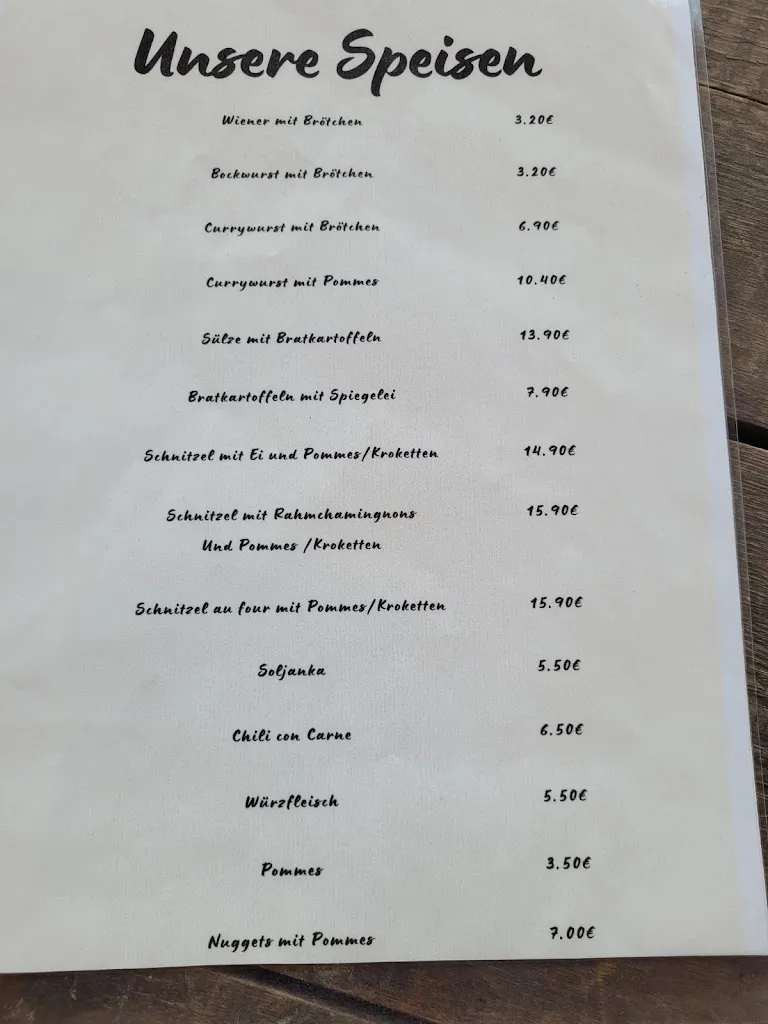 Unsere Speisen
Wiener mit Brötchen 3.20€
Bockwurst mit Brötchen 3.20€
Currywurst mit Brötchen 6.90€
Currywurst mit Pommes 10.40€
Sülze mit Bratkartoffeln 13.90€
Bratkartoffeln mit Spiegelei 7.90€
Schnitzel mit Ei und Pommes/Kroketten 14.90€
Schnitzel mit Rahmchamingnons 15.90€
Und Pommes /Kroketten
Schnitzel au four mit Pommes/Kroketten 15.90€
Soljanka 5.50€
Chili con Carne 6.50€
Würzfleisch 5.50€
Pommes 3.50€
Nuggets mit Pommes 7.00€